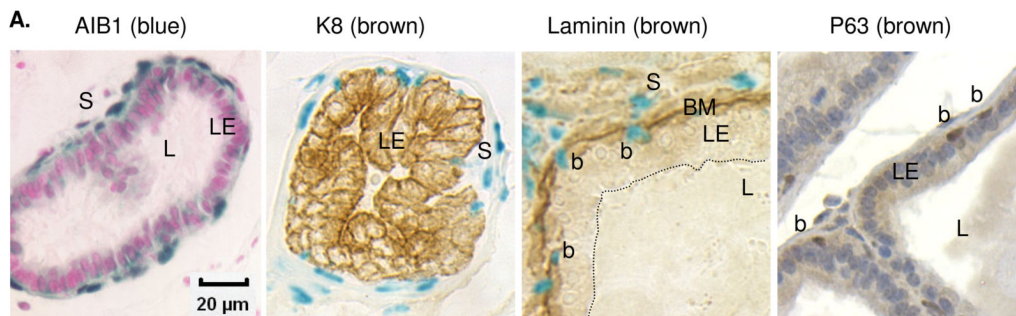 A. AIB1 (blue) K8 (brown) Laminin (brown) P63 (brown)
S LE L 20 µm
LE S
S BM LE b b L b
b b LE b L